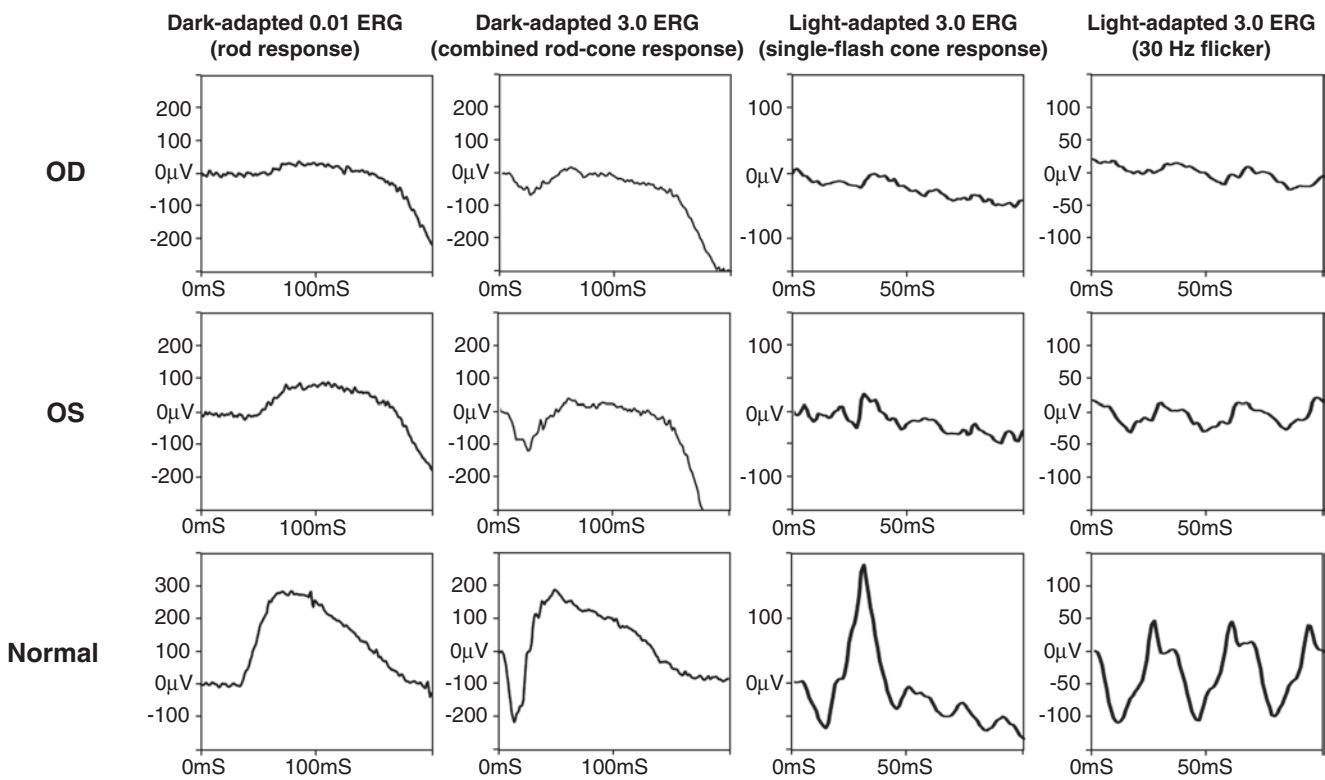 Dark-adapted 0.01 ERG
(rod response)
Dark-adapted 3.0 ERG
(combined rod-cone response)
Light-adapted 3.0 ERG
(single-flash cone response)
Light-adapted 3.0 ERG
(30 Hz flicker)
OD
200
100
0µV
-100
-200
0mS 100mS
200
100
0µV
-100
-200
0mS 100mS
100
0µV
-100
0mS 50mS
100
50
0µV
-50
-100
0mS 50mS
OS
200
100
0µV
-100
-200
0mS 100mS
200
100
0µV
-100
-200
0mS 100mS
100
0µV
-100
0mS 50mS
100
50
0µV
-50
-100
0mS 50mS
Normal
300
200
100
0µV
-100
0mS 100mS
200
100
0µV
-100
-200
0mS 100mS
100
0µV
0mS 50mS
100
50
0µV
-50
-100
0mS 50mS